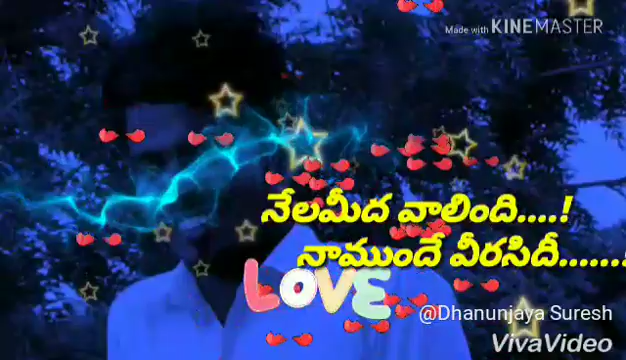 Made with KINEMASTER
నేలమీద వాలింది....!
నాముందే విరసిదీ......!
LOVE
@Dhanunjaya Suresh
VivaVideo